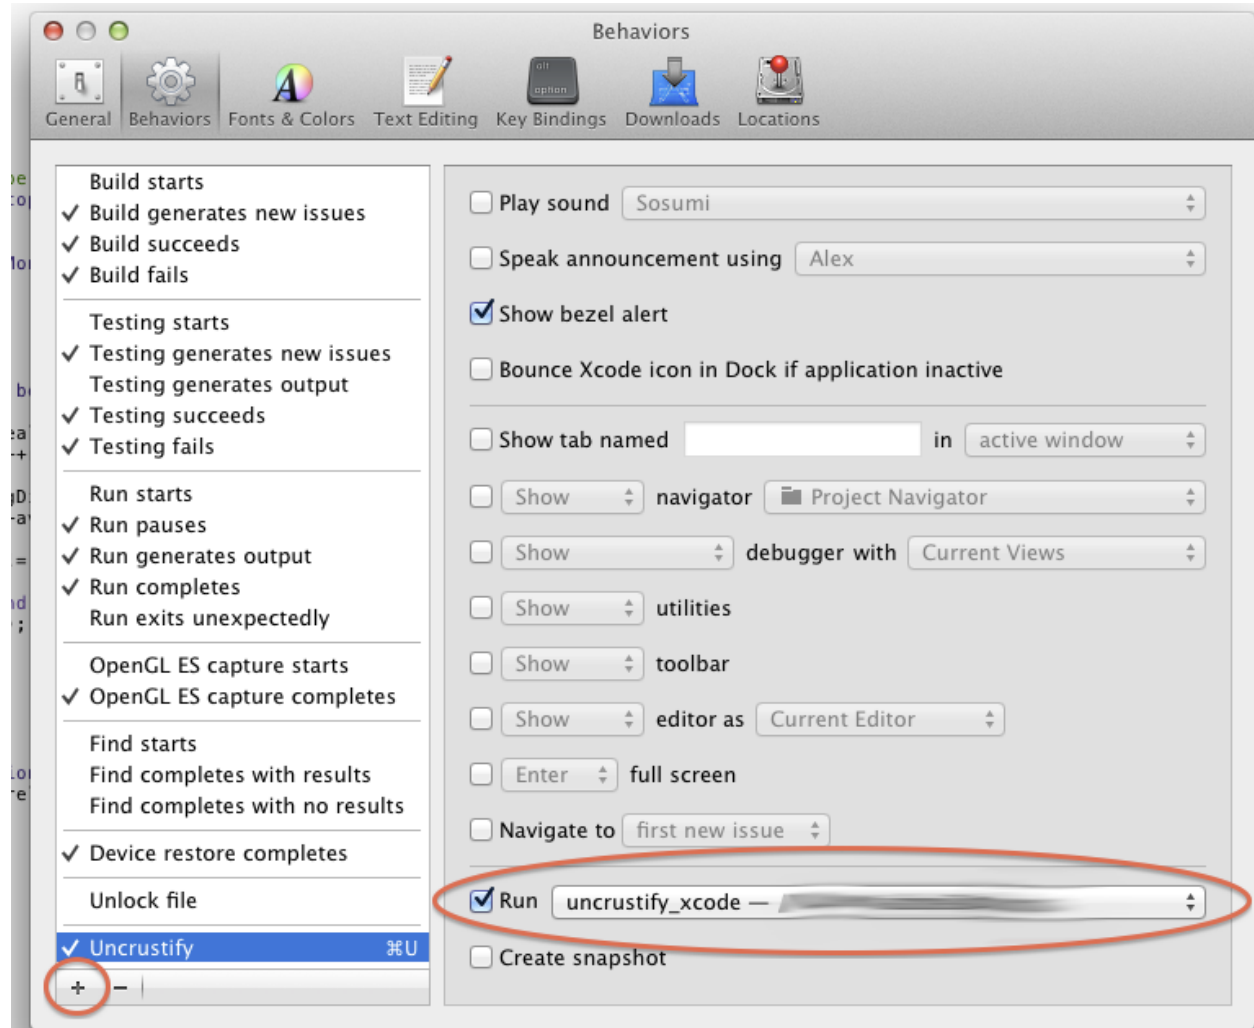 Behaviors
General Behaviors Fonts & Colors Text Editing Key Bindings Downloads Locations
alt
option
Build starts
Build generates new issues
Build succeeds
Build fails
Testing starts
Testing generates new issues
Testing generates output
Testing succeeds
Testing fails
Run starts
Run pauses
Run generates output
Run completes
Run exits unexpectedly
OpenGL ES capture starts
OpenGL ES capture completes
Find starts
Find completes with results
Find completes with no results
Device restore completes
Unlock file
Uncrustify ⌘U
Play sound Sosumi
Speak announcement using Alex
Show bezel alert
Bounce Xcode icon in Dock if application inactive
Show tab named in active window
Show navigator Project Navigator
Show debugger with Current Views
Show utilities
Show toolbar
Show editor as Current Editor
Enter full screen
Navigate to first new issue
Run uncrustify_xcode —
Create snapshot